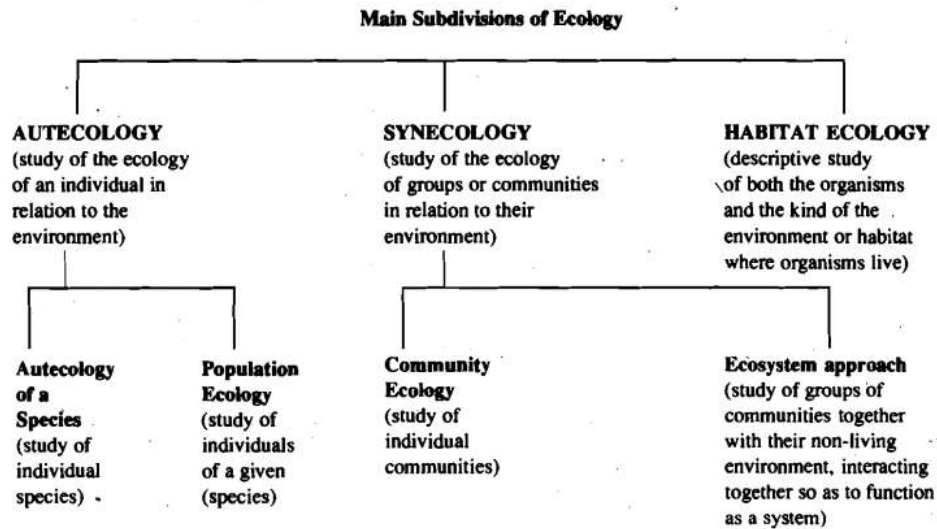 Main Subdivisions of Ecology
AUTECOLOGY
(study of the ecology
of an individual in
relation to the
environment)
SYNECOLOGY
(study of the ecology
of groups or communities
in relation to their
environment)
HABITAT ECOLOGY
(descriptive study
of both the organisms
and the kind of the
environment or habitat
where organisms live)
Autecology
of a
Species
(study of
individual
species)
Population
Ecology
(study of
individuals
of a given
(species)
Community
Ecology
(study of
individual
communities)
Ecosystem approach
(study of groups of
communities together
with their non-living
environment, interacting
together so as to function
as a system)